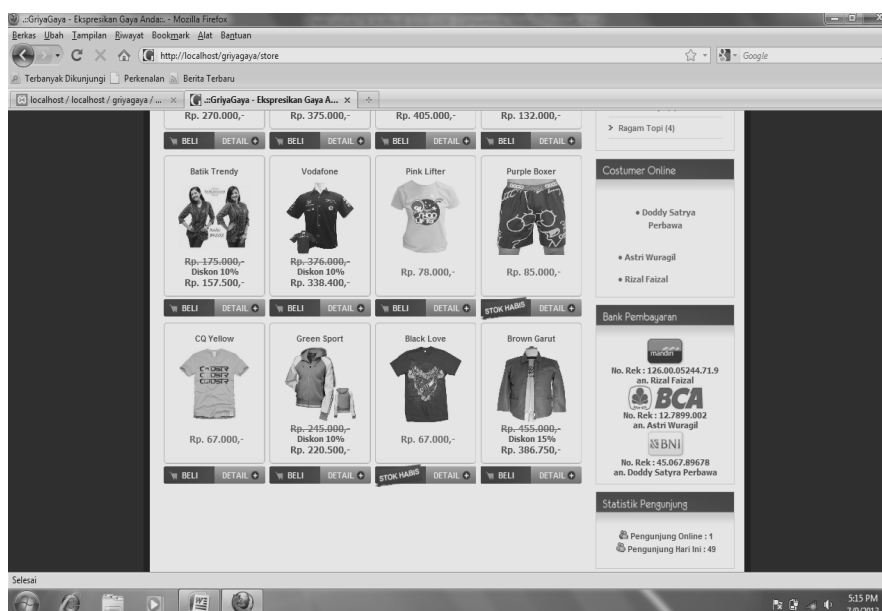 .::GriyaGaya - Ekspresikan Gaya Anda::. - Mozilla Firefox
Berkas Ubah Tampilan Riwayat Bookmark Alat Bantuan
http://localhost/griyagaya/store
Google
Terbanyak Dikunjungi Perkenalan Berita Terbaru
localhost / localhost / griyagaya / ...
.::GriyaGaya - Ekspresikan Gaya A...
Rp. 270.000,- Rp. 375.000,- Rp. 405.000,- Rp. 132.000,-
BELI DETAIL BELI DETAIL BELI DETAIL BELI DETAIL
Batik Trendy Vodafone Pink Lifter Purple Boxer
Rp. 175.000,- Rp. 376.000,-
Diskon 10% Diskon 10% Rp. 78.000,- Rp. 85.000,-
Rp. 157.500,- Rp. 338.400,-
BELI DETAIL BELI DETAIL BELI DETAIL STOK HABIS DETAIL
CQ Yellow Green Sport Black Love Brown Garut
Rp. 245.000,- Rp. 455.000,-
Rp. 67.000,- Diskon 10% Rp. 67.000,- Diskon 15%
Rp. 220.500,- Rp. 386.750,-
BELI DETAIL BELI DETAIL STOK HABIS DETAIL BELI DETAIL
Ragam Topi (4)
Costumer Online
Doddy Satrya
Perbawa
Astri Wuragil
Rizal Faizal
Bank Pembayaran
mandiri
No. Rek : 126.00.05244.71.9
an. Rizal Faizal
BCA
No. Rek : 12.7899.002
an. Astri Wuragil
BNI
No. Rek : 45.067.89678
an. Doddy Satyra Perbawa
Statistik Pengunjung
Pengunjung Online : 1
Pengunjung Hari Ini : 49
Selesai
5:15 PM